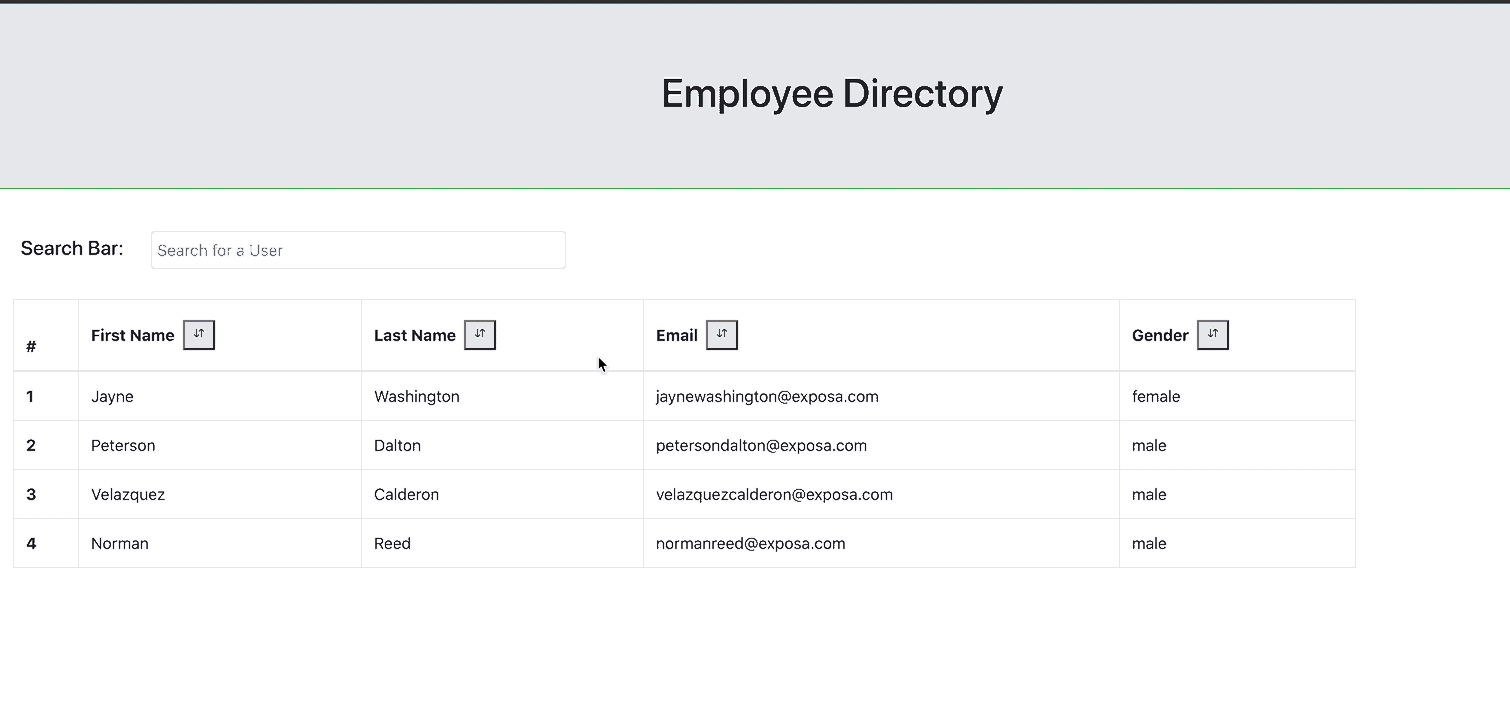 Employee Directory
Search Bar: Search for a User
# First Name ↓↑ Last Name ↓↑ Email ↓↑ Gender ↓↑
1 Jayne Washington jaynewashington@exposa.com female
2 Peterson Dalton petersondalton@exposa.com male
3 Velazquez Calderon velazquezcalderon@exposa.com male
4 Norman Reed normanreed@exposa.com male